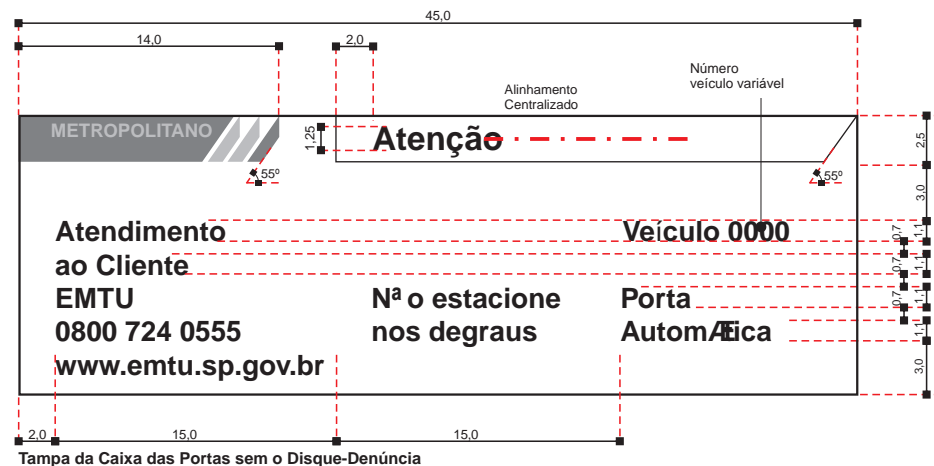 45,0
14,0
2,0
Número
veículo variável
Alinhamento
Centralizado
METROPOLITANO
1,25
Atenção
2,5
55º
55º
3,0
Atendimento
Veículo 0000
0,7
1,1
ao Cliente
0,7
1,1
EMTU
Nª o estacione
Porta
0,7
1,1
0800 724 0555
nos degraus
AutomÆtica
1,1
www.emtu.sp.gov.br
3,0
2,0
15,0
15,0
Tampa da Caixa das Portas sem o Disque-Denúncia